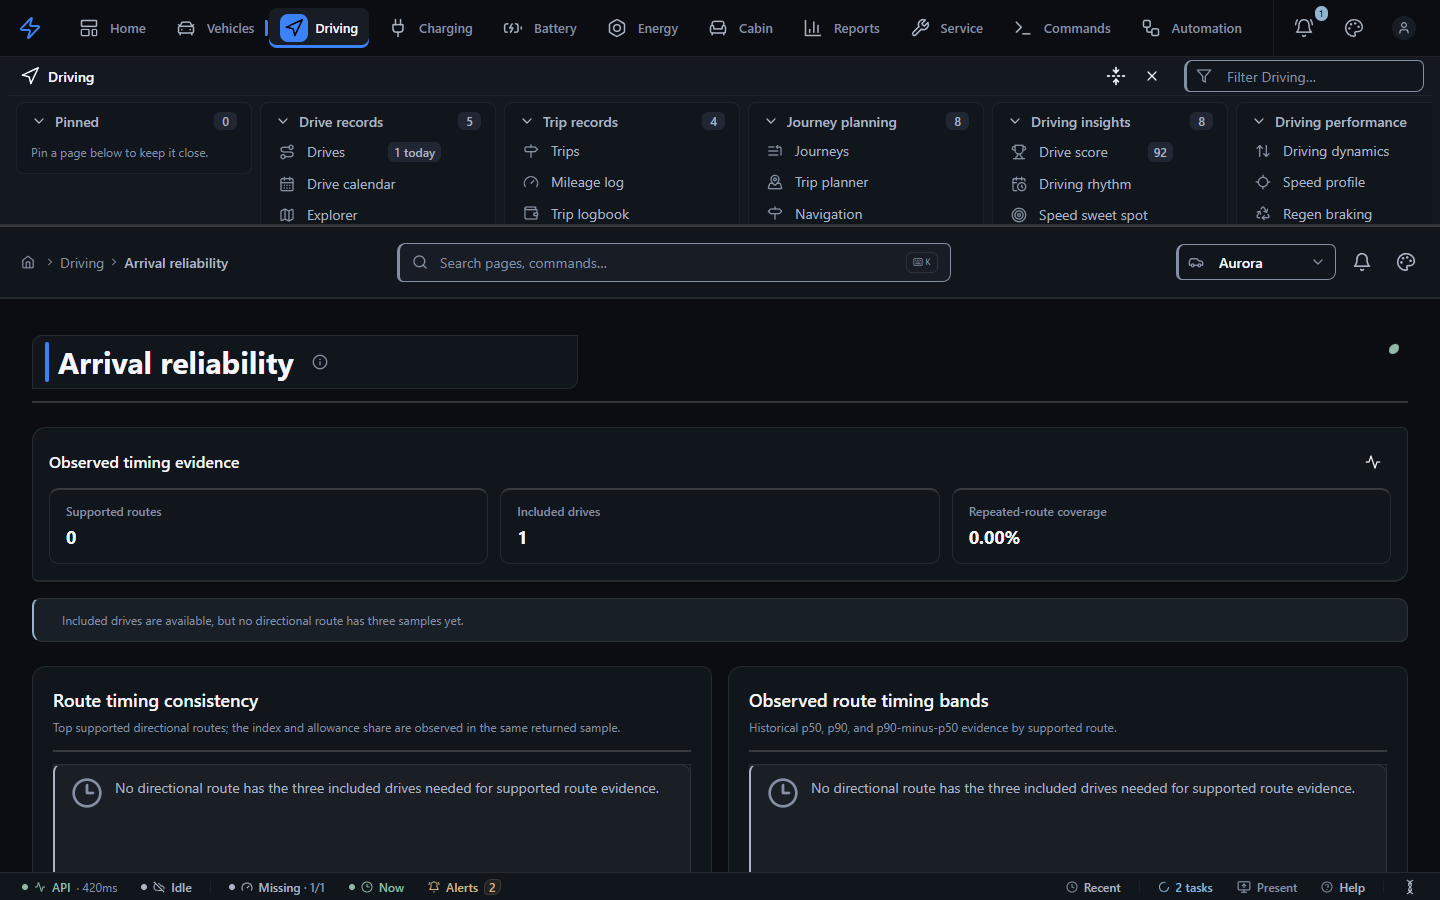 Home
Vehicles
Driving
Charging
Battery
Energy
Cabin
Reports
Service
Commands
Automation
1
Driving
Filter Driving...
Pinned 0
Pin a page below to keep it close.
Drive records 5
Drives 1 today
Drive calendar
Explorer
Trip records 4
Trips
Mileage log
Trip logbook
Journey planning 8
Journeys
Trip planner
Navigation
Driving insights 8
Drive score 92
Driving rhythm
Speed sweet spot
Driving performance
Driving dynamics
Speed profile
Regen braking
Driving
Arrival reliability
Search pages, commands...
K
Aurora
Arrival reliability
Observed timing evidence
Supported routes
0
Included drives
1
Repeated-route coverage
0.00%
Included drives are available, but no directional route has three samples yet.
Route timing consistency
Top supported directional routes; the index and allowance share are observed in the same returned sample.
No directional route has the three included drives needed for supported route evidence.
Observed route timing bands
Historical p50, p90, and p90-minus-p50 evidence by supported route.
No directional route has the three included drives needed for supported route evidence.
API · 420ms
Idle
Missing · 1/1
Now
Alerts 2
Recent
2 tasks
Present
Help